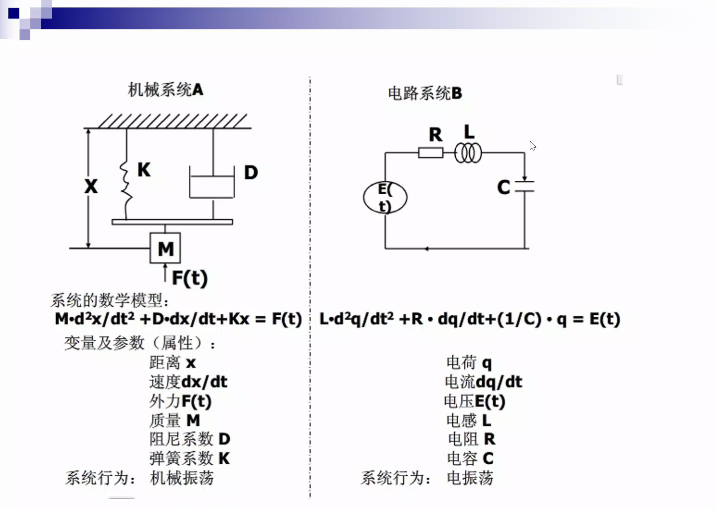 机械系统A
X
K
D
M
F(t)
系统的数学模型:
M•d²x/dt² +D•dx/dt+Kx = F(t)
变量及参数（属性）:
距离 x
速度dx/dt
外力F(t)
质量 M
阻尼系数 D
弹簧系数 K
系统行为: 机械振荡
电路系统B
R
L
E(
t)
C
L•d²q/dt² +R • dq/dt+(1/C) • q = E(t)
电荷 q
电流dq/dt
电压E(t)
电感 L
电阻 R
电容 C
系统行为: 电振荡